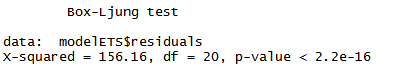 Box-Ljung test
data:  modelETS$residuals
X-squared = 156.16, df = 20, p-value < 2.2e-16